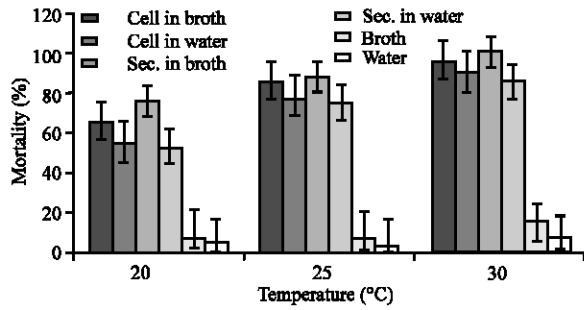 120
100
80
60
40
20
0
Mortality (%)
Cell in broth
Cell in water
Sec. in broth
Sec. in water
Broth
Water
20 25 30
Temperature (°C)